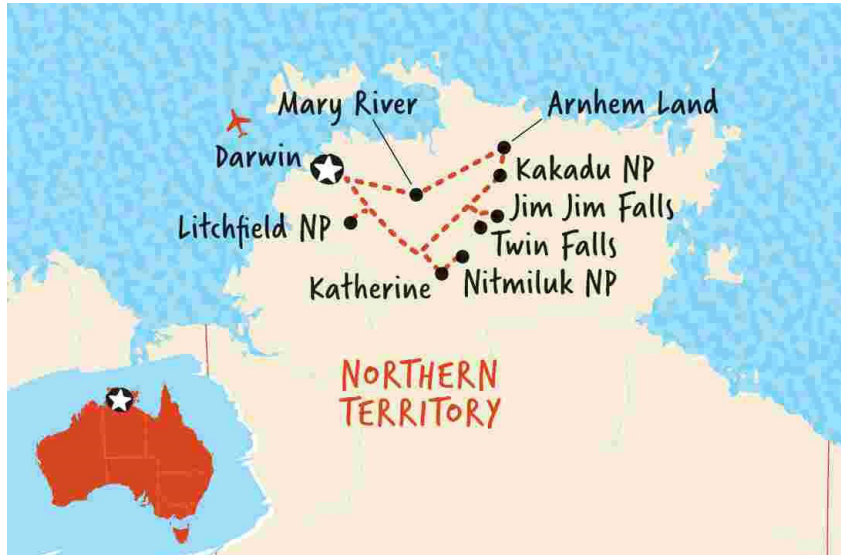 Mary River
Arnhem Land
Darwin
Kakadu NP
Jim Jim Falls
Litchfield NP
Twin Falls
Katherine
Nitmiluk NP
NORTHERN
TERRITORY